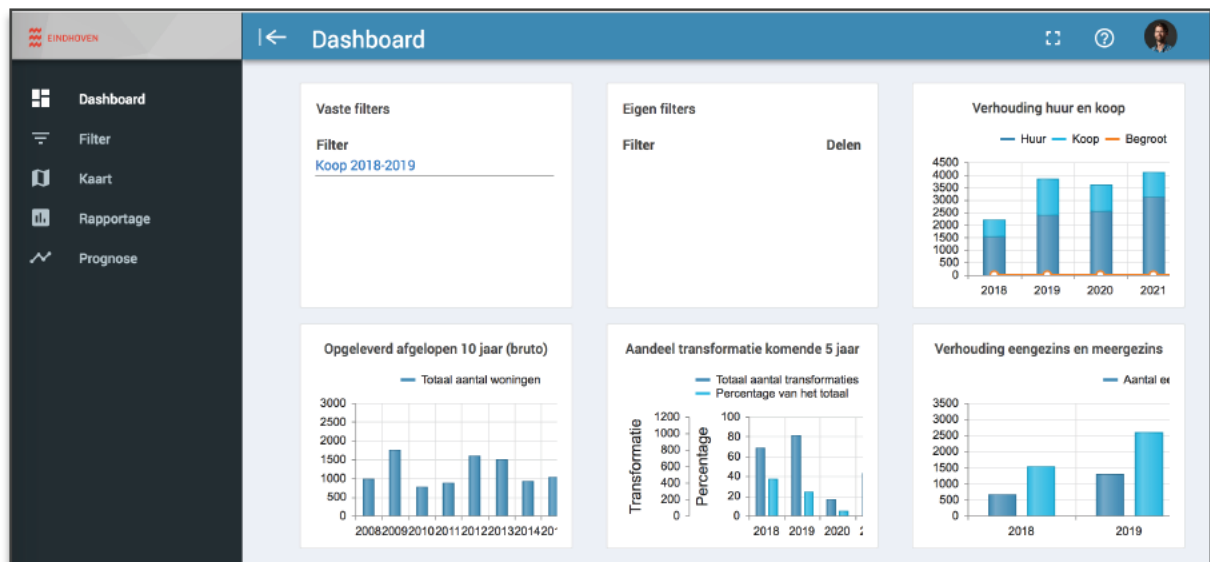 EINDHOVEN
Dashboard
Dashboard
Filter
Kaart
Rapportage
Prognose
Vaste filters
Filter
Koop 2018-2019
Eigen filters
Filter Delen
Verhouding huur en koop
Huur Koop Begroot
4500
4000
3500
3000
2500
2000
1500
1000
500
0
2018 2019 2020 2021
Opgeleverd afgelopen 10 jaar (bruto)
Totaal aantal woningen
3000
2500
2000
1500
1000
500
0
2008 2009 2010 2011 2012 2013 2014 20
Aandeel transformatie komende 5 jaar
Totaal aantal transformaties
Percentage van het totaal
Transformatie
1200
1000
800
600
400
200
0
Percentage
100
80
60
40
20
0
2018 2019 2020
Verhouding eengezins en meergezins
Aantal ee
3500
3000
2500
2000
1500
1000
500
0
2018 2019